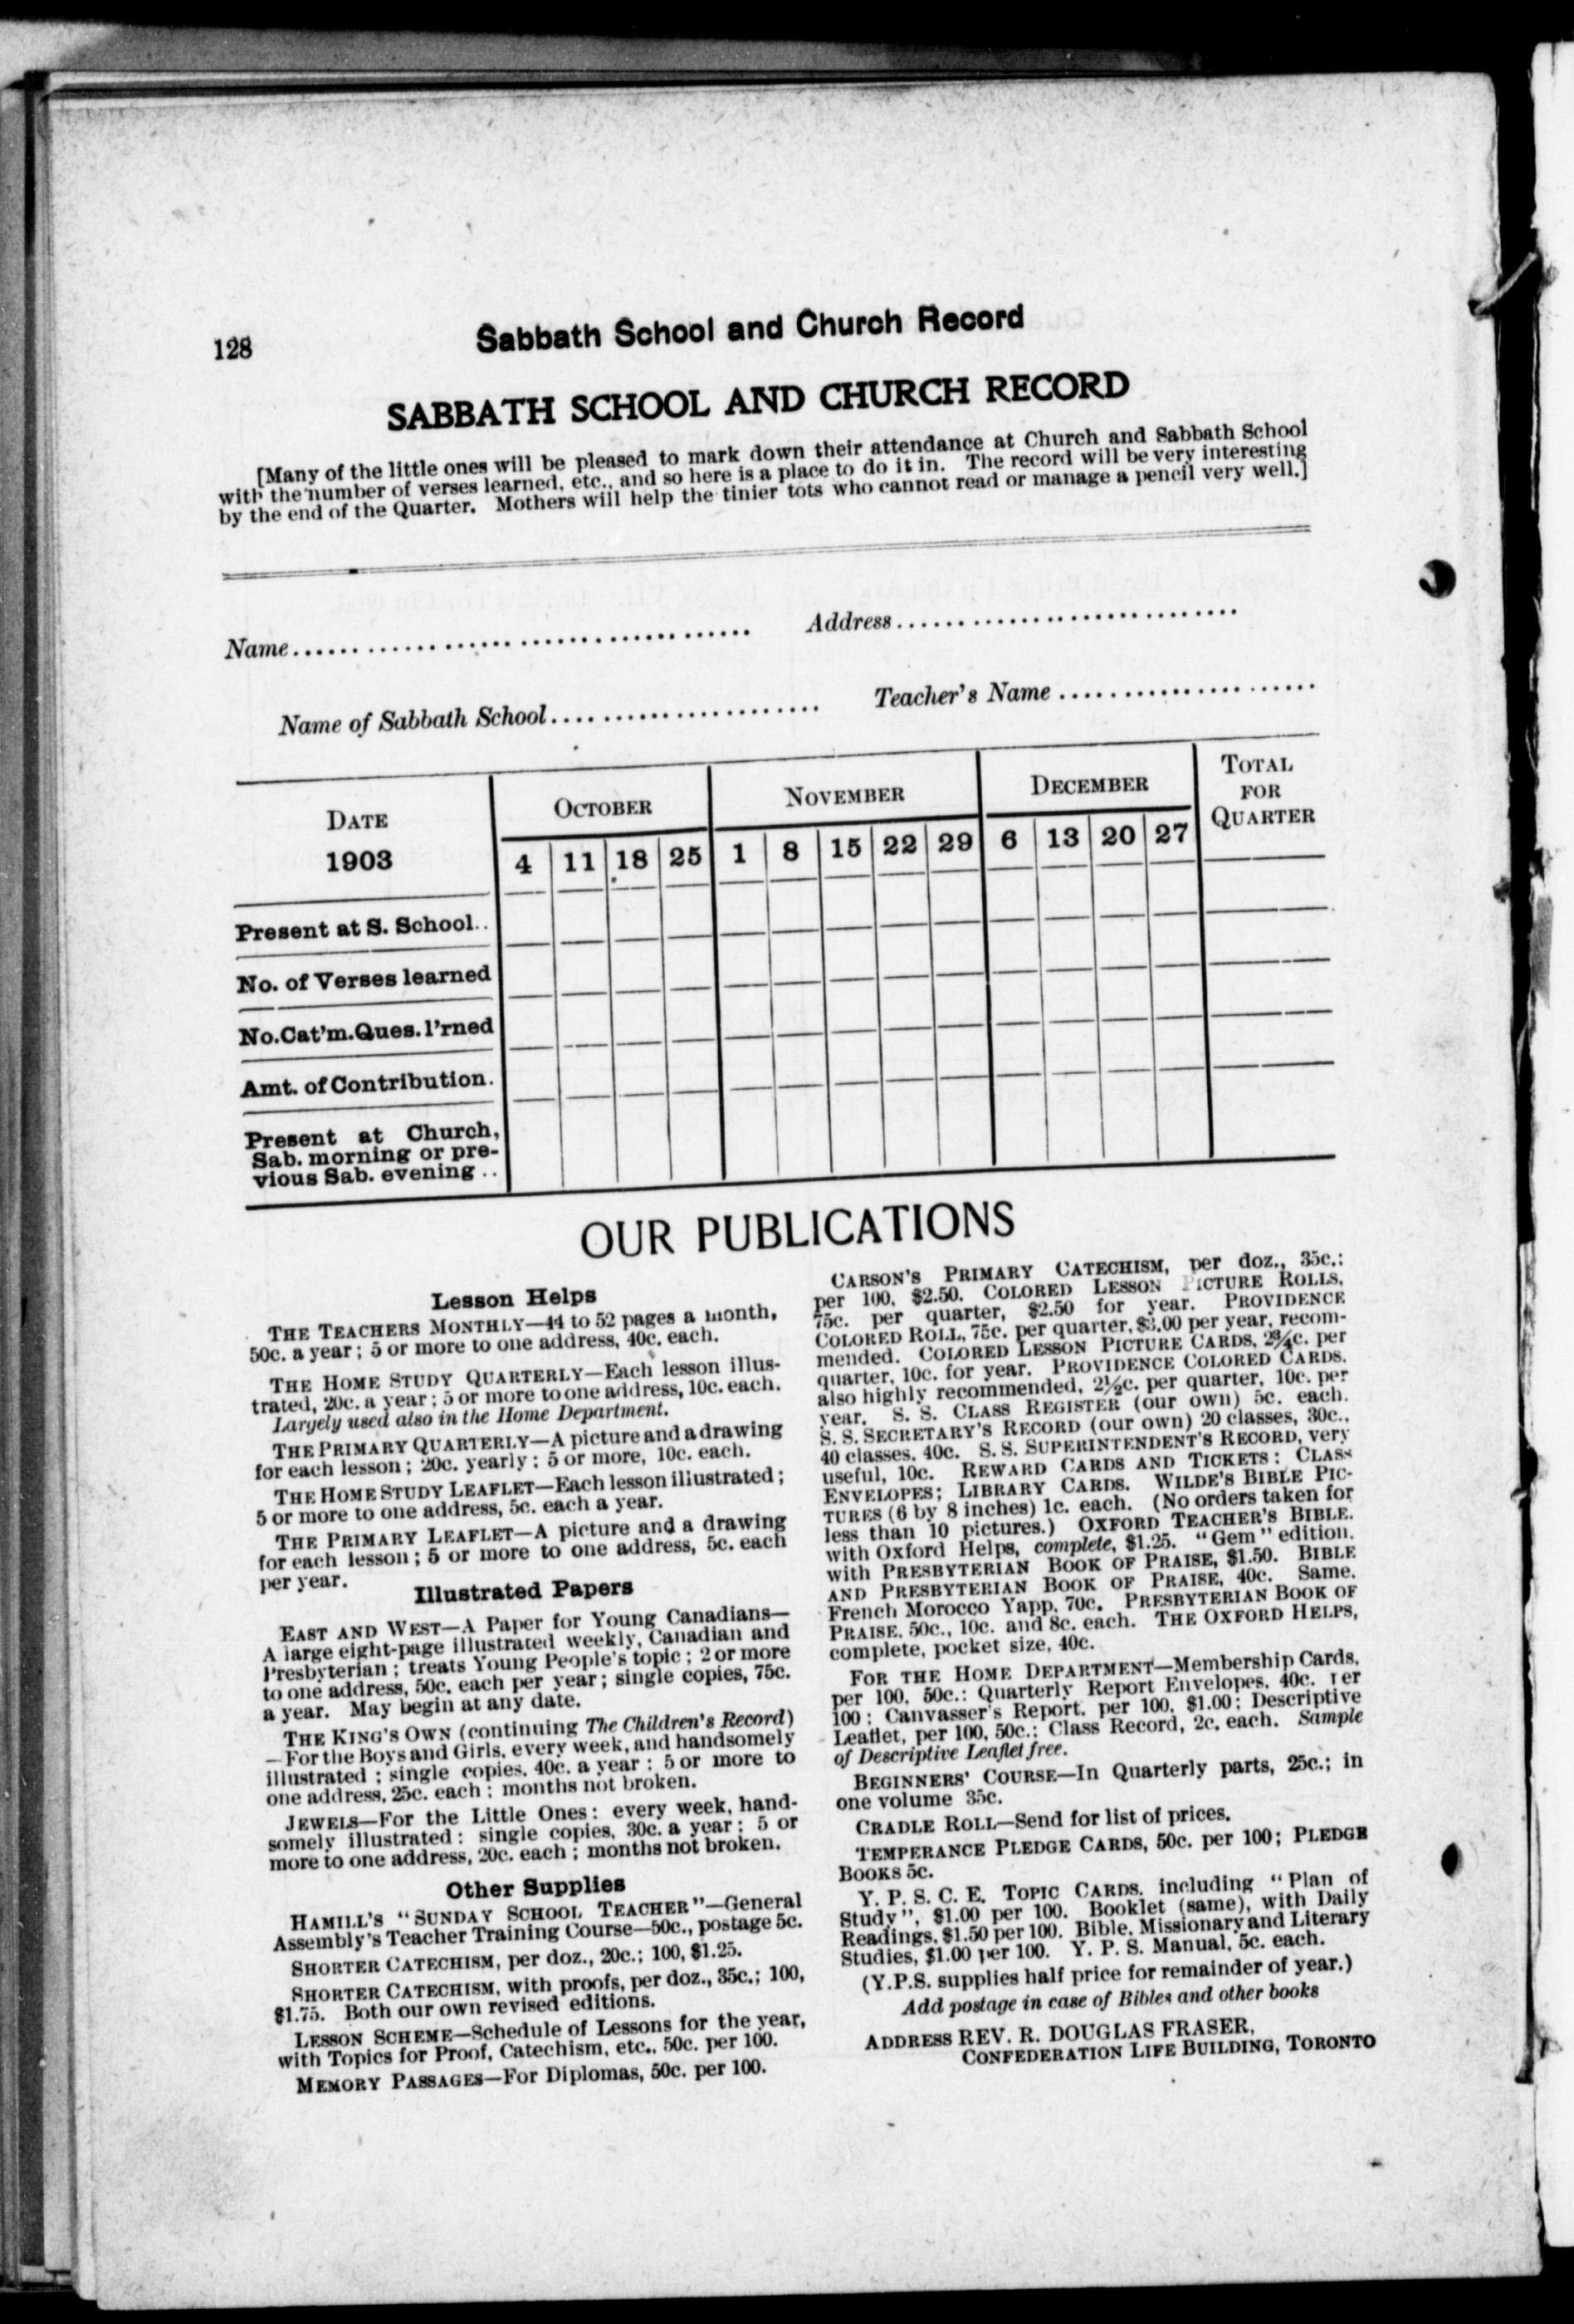 128
Sabbath School and Church Record
SABBATH SCHOOL AND CHURCH RECORD
[Many of the little ones will be pleased to mark down their attendance at Church and Sabbath School
with the number of verses learned, etc., and so here is a place to do it in. The record will be very interesting
by the end of the Quarter. Mothers will help the tinier tots who cannot read or manage a pencil very well.]
Name........................................ Address............................
Name of Sabbath School...................... Teacher's Name .....................
DATE
1903
OCTOBER
NOVEMBER
DECEMBER
TOTAL
FOR
QUARTER
4 11 18 25 1 8 15 22 29 6 13 20 27
Present at S. School..
No. of Verses learned
No.Cat'm.Ques.l'rned
Amt. of Contribution.
Present at Church,
Sab. morning or pre-
vious Sab. evening ..
OUR PUBLICATIONS
Lesson Helps
THE TEACHERS MONTHLY—44 to 52 pages a month,
50c. a year; 5 or more to one address, 40c. each.
THE HOME STUDY QUARTERLY—Each lesson illus-
trated, 20c. a year; 5 or more to one address, 10c. each.
Largely used also in the Home Department.
THE PRIMARY QUARTERLY—A picture and a drawing
for each lesson; 20c. yearly; 5 or more, 10c. each.
THE HOME STUDY LEAFLET—Each lesson illustrated;
5 or more to one address, 5c. each a year.
THE PRIMARY LEAFLET—A picture and a drawing
for each lesson; 5 or more to one address, 5c. each
per year.
Illustrated Papers
EAST AND WEST—A Paper for Young Canadians—
A large eight-page illustrated weekly, Canadian and
Presbyterian; treats Young People's topic; 2 or more
to one address, 50c. each per year; single copies, 75c.
a year. May begin at any date.
THE KING'S OWN (continuing The Children's Record)
—For the Boys and Girls, every week, and handsomely
illustrated; single copies, 40c. a year: 5 or more to
one address, 25c. each; months not broken.
JEWELS—For the Little Ones: every week, hand-
somely illustrated: single copies, 30c. a year; 5 or
more to one address, 20c. each; months not broken.
Other Supplies
HAMILL'S "SUNDAY SCHOOL TEACHER"—General
Assembly's Teacher Training Course—50c., postage 5c.
SHORTER CATECHISM, per doz., 20c.; 100, $1.25.
SHORTER CATECHISM, with proofs, per doz., 35c.; 100,
$1.75. Both our own revised editions.
LESSON SCHEME—Schedule of Lessons for the year,
with Topics for Proof, Catechism, etc., 50c. per 100.
MEMORY PASSAGES—For Diplomas, 50c. per 100.
CARSON'S PRIMARY CATECHISM, per doz., 35c.:
per 100, $2.50. COLORED LESSON PICTURE ROLLS,
75c. per quarter, $2.50 for year. PROVIDENCE
COLORED ROLL, 75c. per quarter, $3.00 per year, recom-
mended. COLORED LESSON PICTURE CARDS, 2¾c. per
quarter, 10c. for year. PROVIDENCE COLORED CARDS,
also highly recommended, 2½c. per quarter, 10c. per
year. S. S. CLASS REGISTER (our own) 5c. each.
S. S. SECRETARY'S RECORD (our own) 20 classes, 30c.,
40 classes, 40c. S. S. SUPERINTENDENT'S RECORD, very
useful, 10c. REWARD CARDS AND TICKETS: CLASS
ENVELOPES; LIBRARY CARDS. WILDE'S BIBLE PIC-
TURES (6 by 8 inches) 1c. each. (No orders taken for
less than 10 pictures.) OXFORD TEACHER'S BIBLE,
with Oxford Helps, complete, $1.25. "Gem" edition,
with PRESBYTERIAN BOOK OF PRAISE, $1.50. BIBLE
AND PRESBYTERIAN BOOK OF PRAISE, 40c. Same,
French Morocco Yapp, 70c. PRESBYTERIAN BOOK OF
PRAISE, 50c., 10c. and 8c. each. THE OXFORD HELPS,
complete, pocket size, 40c.
FOR THE HOME DEPARTMENT—Membership Cards,
per 100, 50c.: Quarterly Report Envelopes, 40c. per
100; Canvasser's Report, per 100, $1.00; Descriptive
Leaflet, per 100, 50c.; Class Record, 2c. each. Sample
of Descriptive Leaflet free.
BEGINNERS' COURSE—In Quarterly parts, 25c.; in
one volume 35c.
CRADLE ROLL—Send for list of prices.
TEMPERANCE PLEDGE CARDS, 50c. per 100; PLEDGE
BOOKS 5c.
Y. P. S. C. E. TOPIC CARDS, including "Plan of
Study", $1.00 per 100. Booklet (same), with Daily
Readings, $1.50 per 100. Bible, Missionary and Literary
Studies, $1.00 per 100. Y. P. S. Manual, 5c. each.
(Y.P.S. supplies half price for remainder of year.)
Add postage in case of Bibles and other books
ADDRESS REV. R. DOUGLAS FRASER,
CONFEDERATION LIFE BUILDING, TORONTO